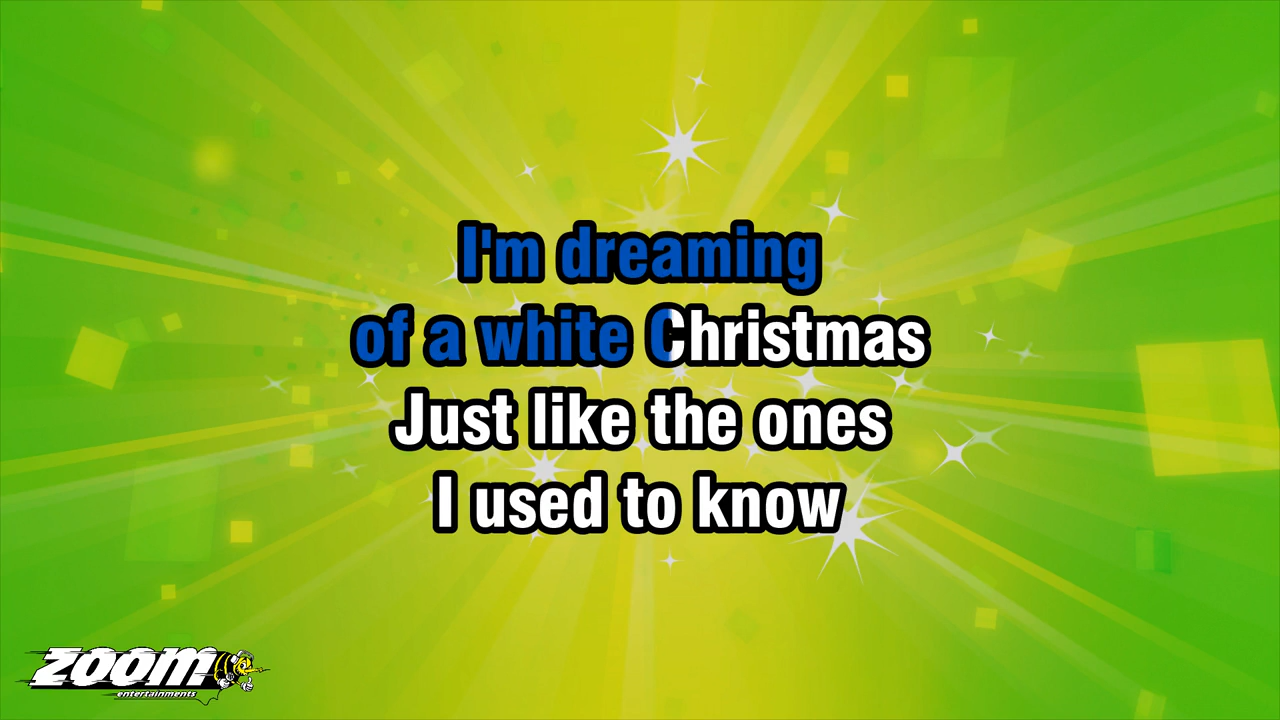 I'm dreaming
of a white Christmas
Just like the ones
I used to know
ZOOM
entertainments